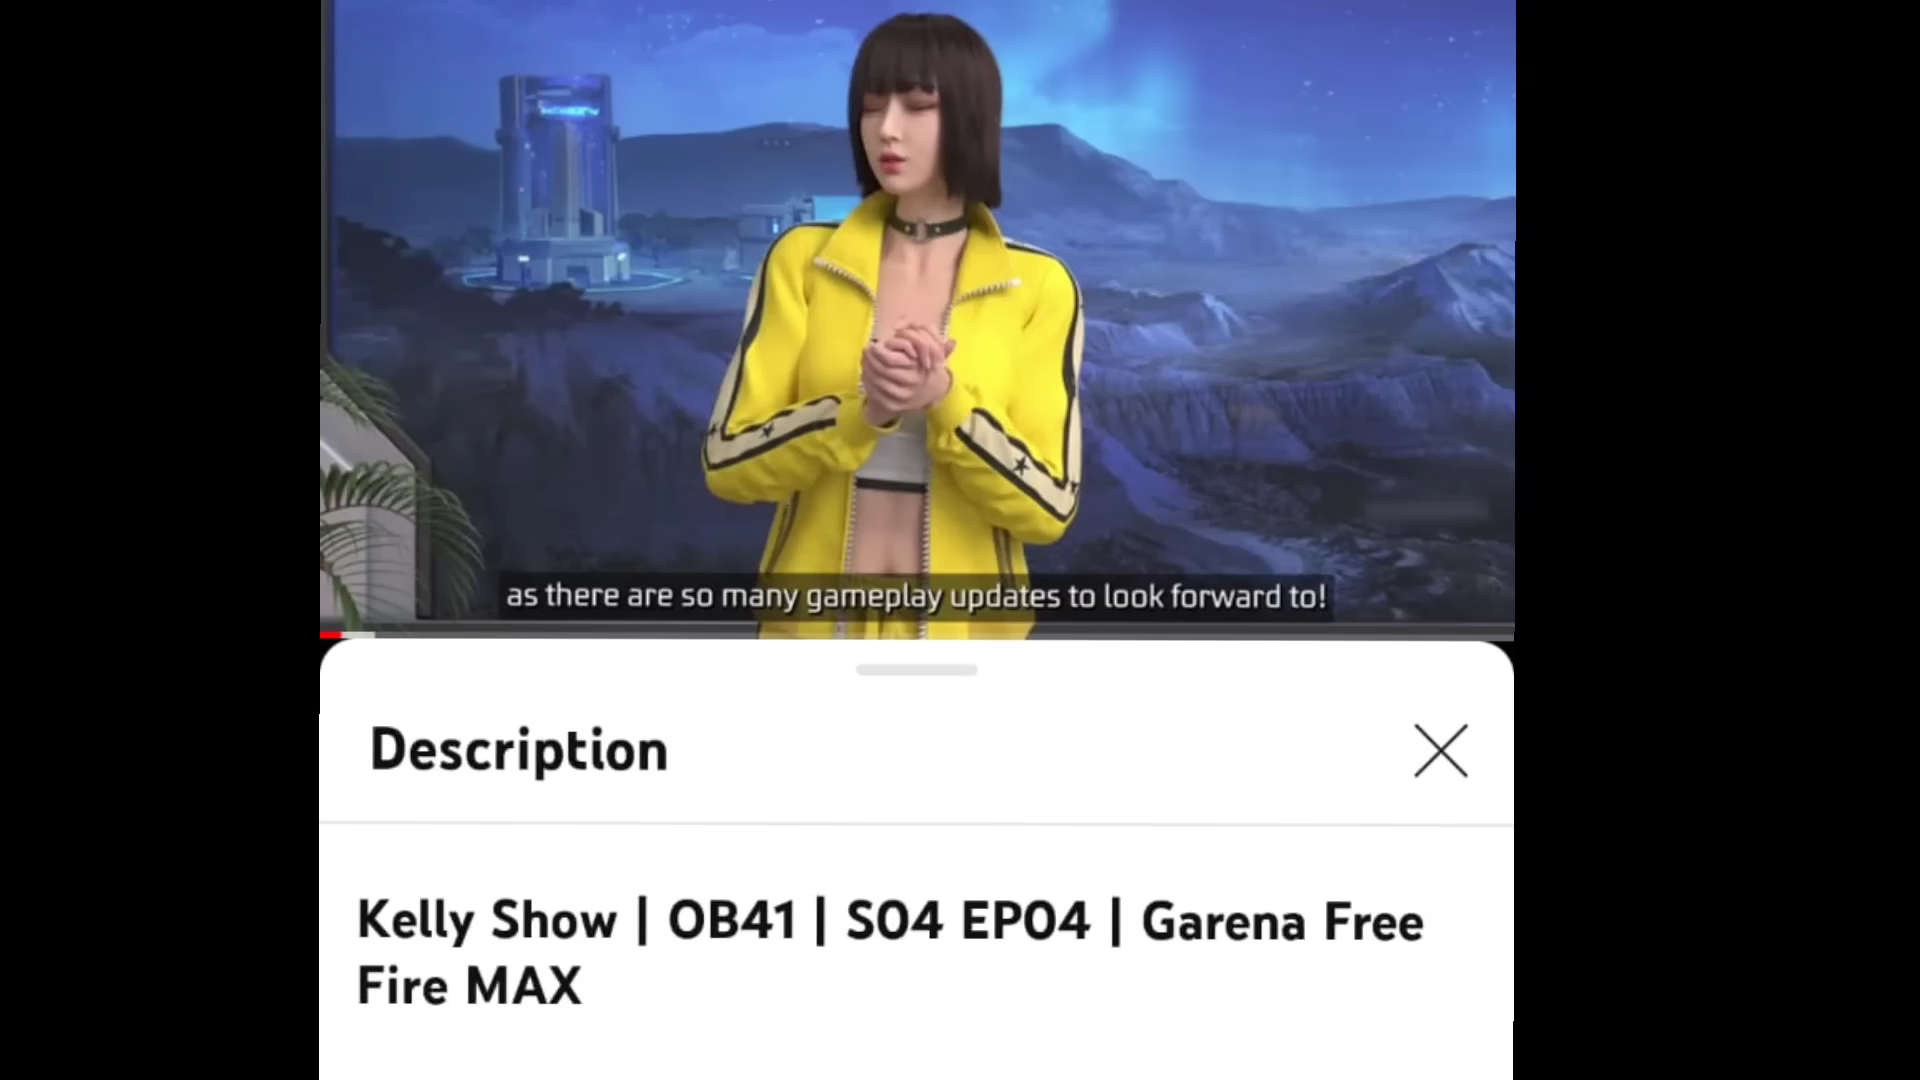 as there are so many gameplay updates to look forward to!
Description
Kelly Show | OB41 | S04 EP04 | Garena Free
Fire MAX